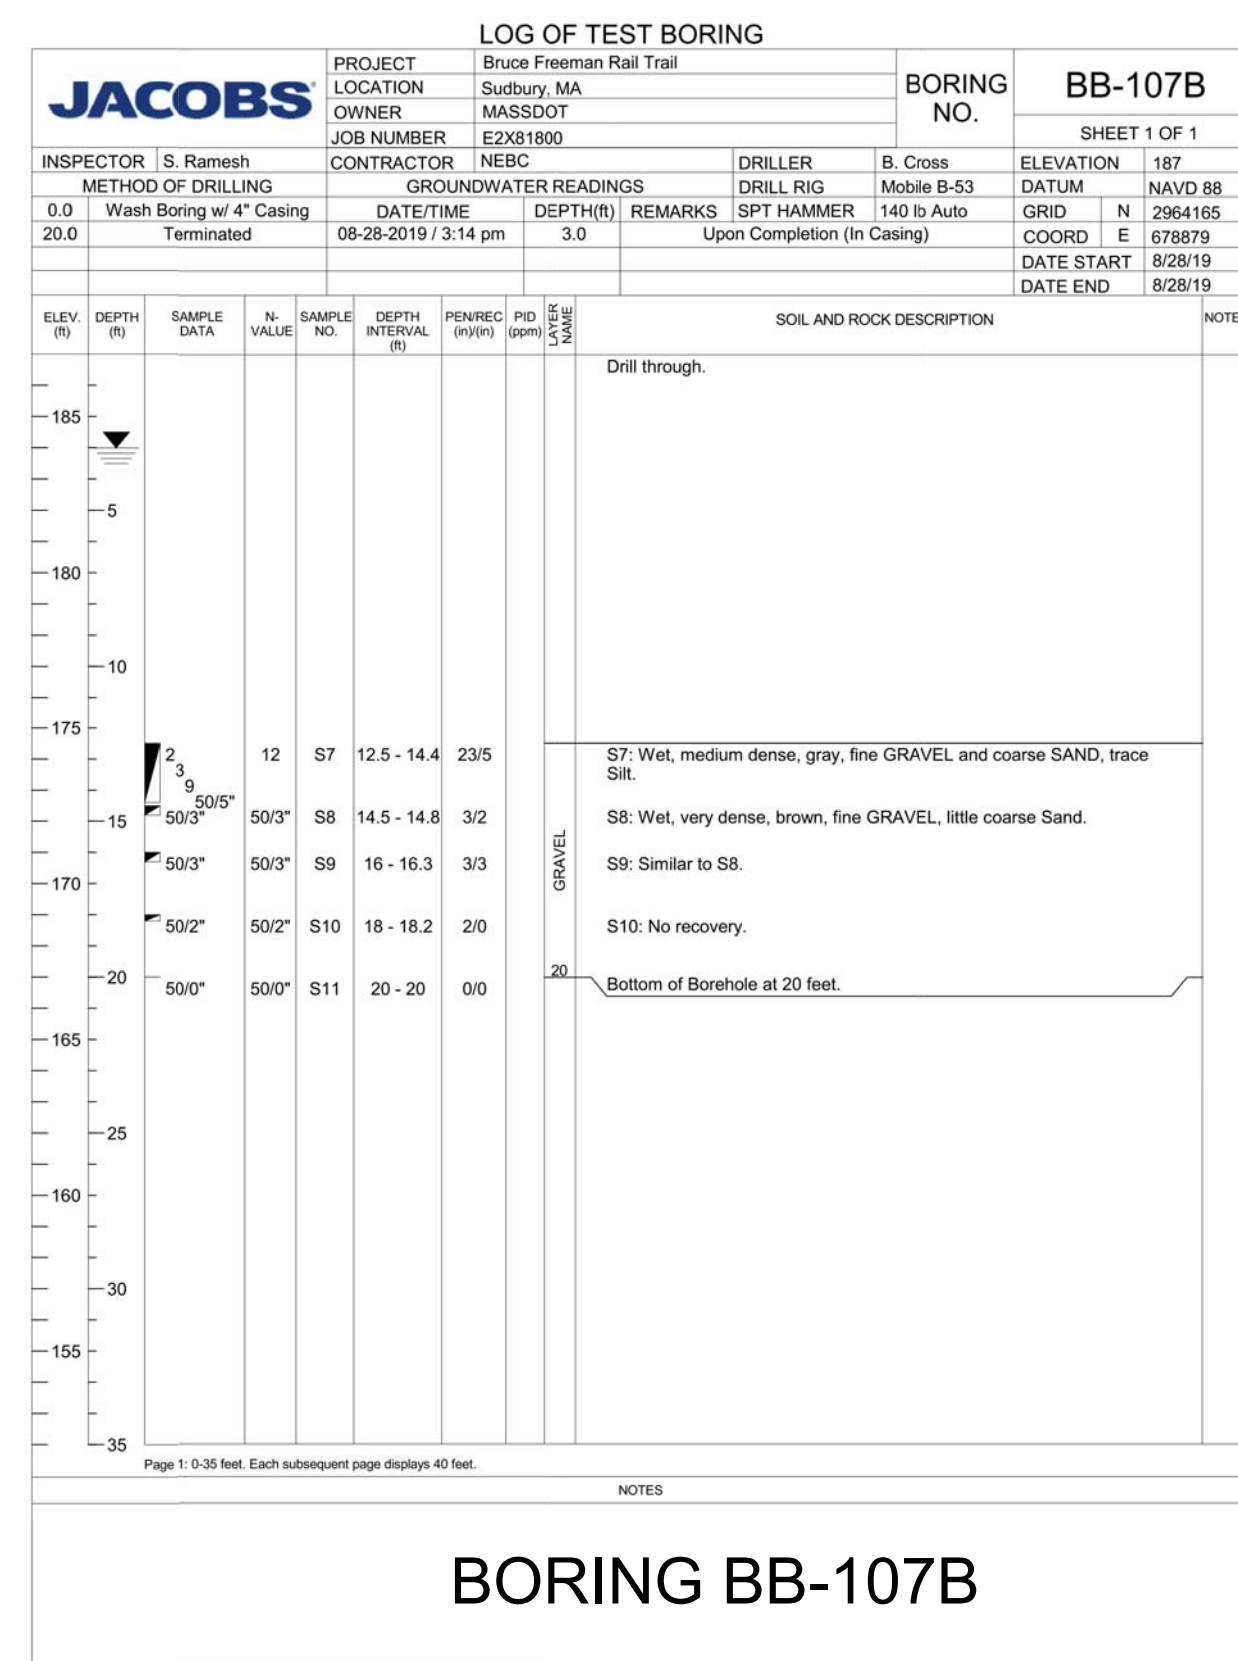 LOG OF TEST BORING
JACOBS
PROJECT Bruce Freeman Rail Trail
LOCATION Sudbury, MA
OWNER MASSDOT
JOB NUMBER E2X81800
BORING NO.
BB-107B
SHEET 1 OF 1
INSPECTOR S. Ramesh CONTRACTOR NEBC DRILLER B. Cross ELEVATION 187
METHOD OF DRILLING GROUNDWATER READINGS DRILL RIG Mobile B-53 DATUM NAVD 88
0.0 Wash Boring w/ 4" Casing DATE/TIME DEPTH(ft) REMARKS SPT HAMMER 140 lb Auto GRID N 2964165
20.0 Terminated 08-28-2019 / 3:14 pm 3.0 Upon Completion (In Casing) COORD E 678879
DATE START 8/28/19
DATE END 8/28/19
ELEV. (ft) DEPTH (ft) SAMPLE DATA N-VALUE SAMPLE NO. DEPTH INTERVAL (ft) PEN/REC (in)/(in) PID (ppm) LAYER NAME SOIL AND ROCK DESCRIPTION NOTE
Drill through.
185
5
180
10
175
2 12 S7 12.5 - 14.4 23/5 S7: Wet, medium dense, gray, fine GRAVEL and coarse SAND, trace
3 Silt.
9
50/5"
15 50/3" 50/3" S8 14.5 - 14.8 3/2 S8: Wet, very dense, brown, fine GRAVEL, little coarse Sand.
GRAVEL
50/3" 50/3" S9 16 - 16.3 3/3 S9: Similar to S8.
170
50/2" 50/2" S10 18 - 18.2 2/0 S10: No recovery.
20 20
50/0" 50/0" S11 20 - 20 0/0 Bottom of Borehole at 20 feet.
165
25
160
30
155
35
Page 1: 0-35 feet. Each subsequent page displays 40 feet.
NOTES
BORING BB-107B